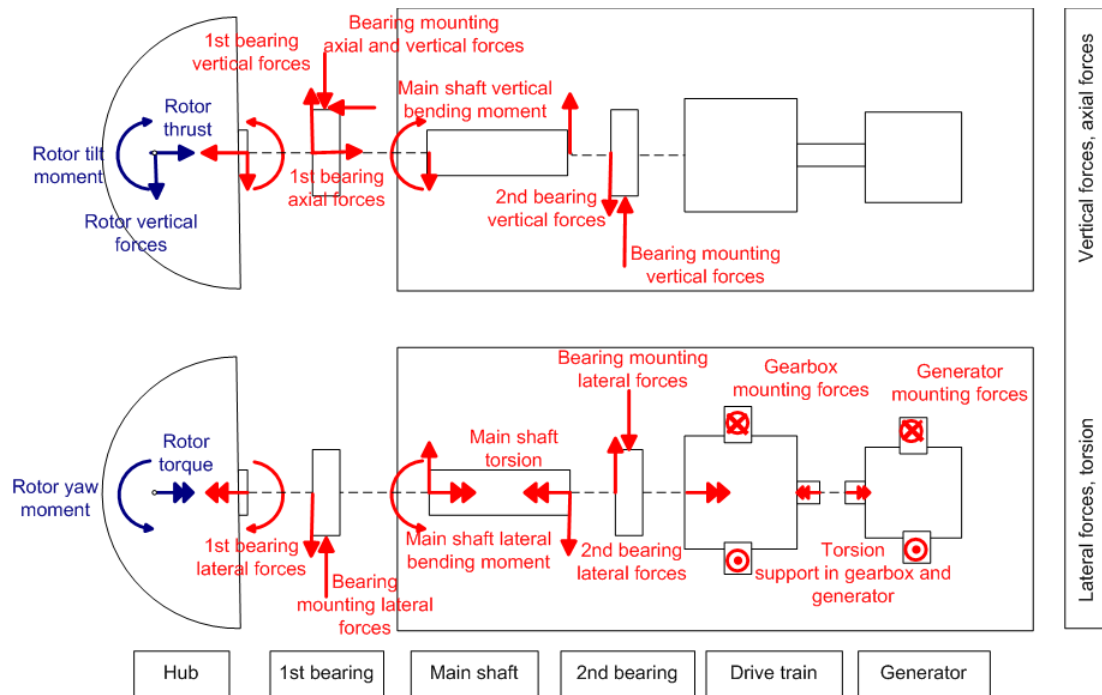 Bearing mounting
axial and vertical forces
1st bearing
vertical forces
Main shaft vertical
bending moment
Rotor
thrust
Rotor tilt
moment
1st bearing
axial forces
Rotor vertical
forces
2nd bearing
vertical forces
Bearing mounting
vertical forces
Vertical forces, axial forces
Bearing mounting
lateral forces
Gearbox
mounting forces
Generator
mounting forces
Rotor
torque
Main shaft
torsion
Rotor yaw
moment
1st bearing
lateral forces
Main shaft lateral
bending moment
2nd bearing
lateral forces
Torsion
support in gearbox and
generator
Bearing
mounting lateral
forces
Lateral forces, torsion
Hub
1st bearing
Main shaft
2nd bearing
Drive train
Generator